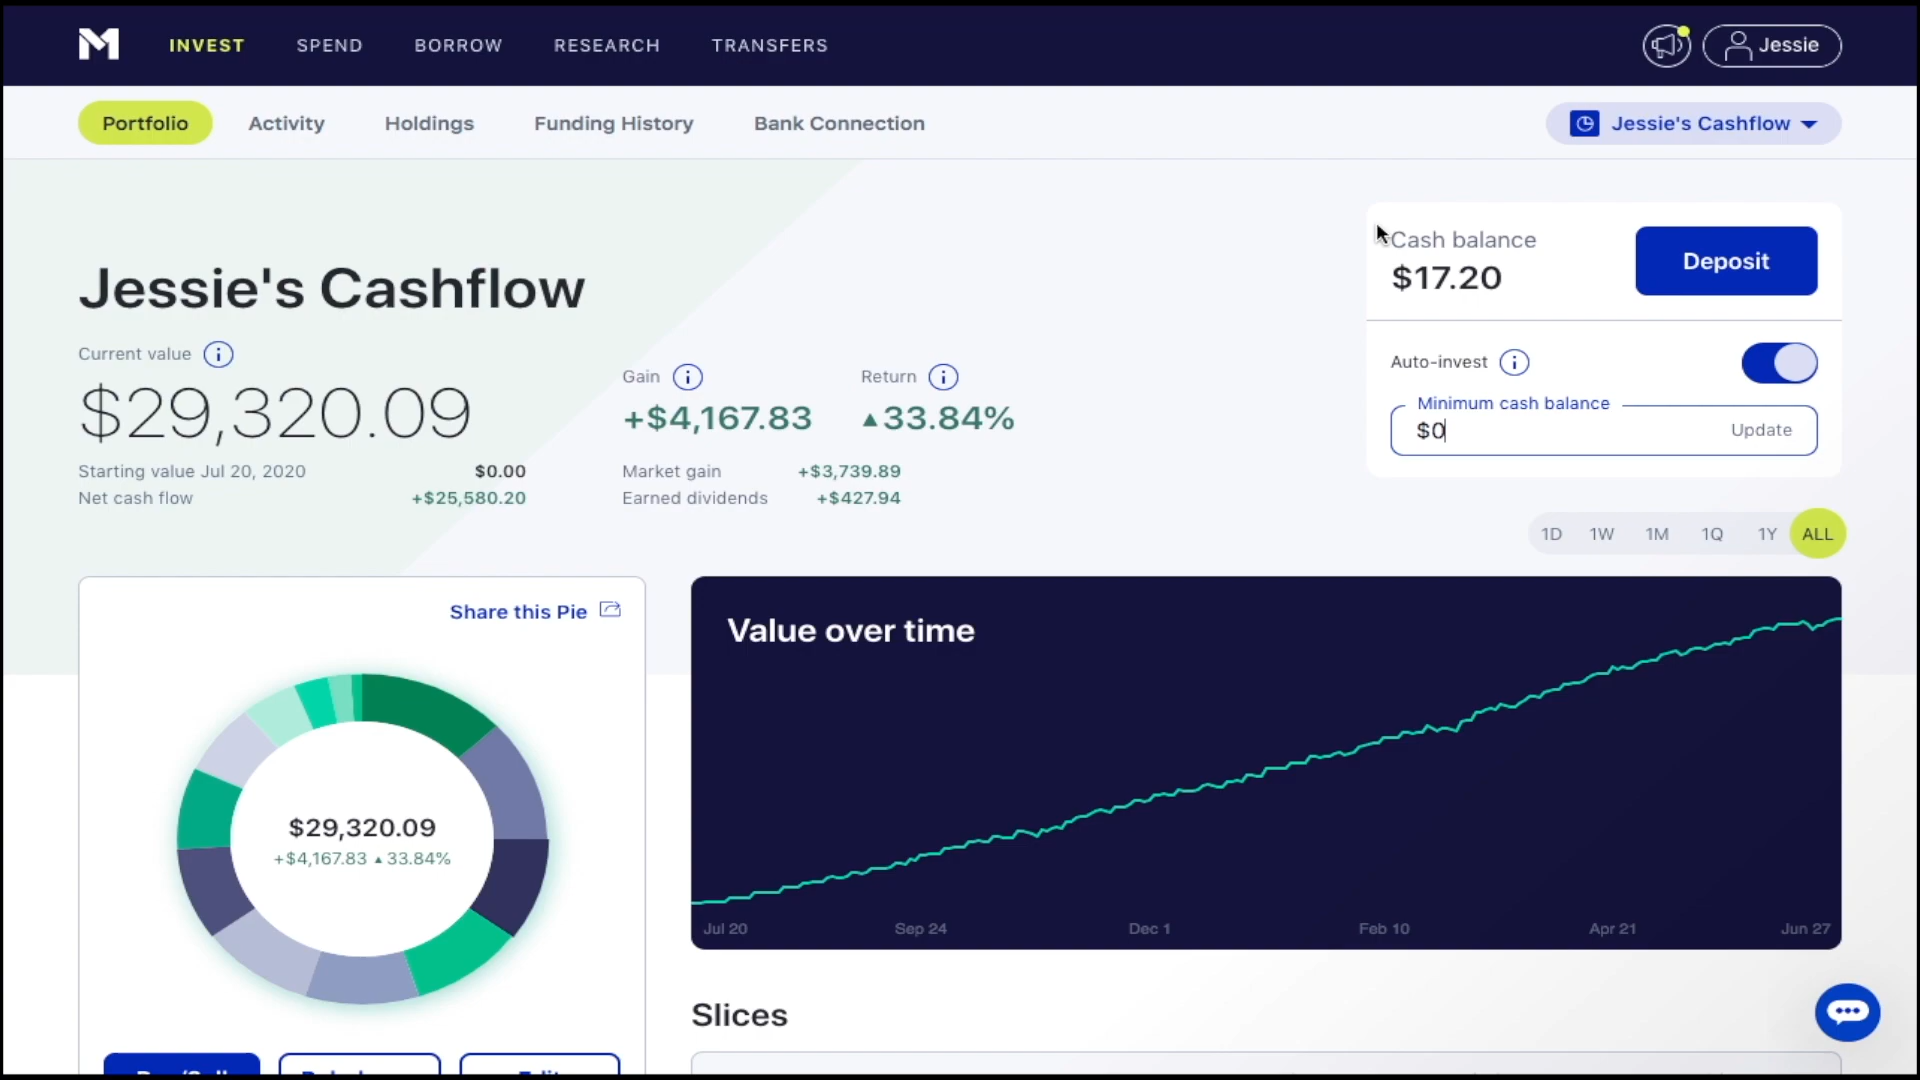 INVEST SPEND BORROW RESEARCH TRANSFERS Jessie
Portfolio Activity Holdings Funding History Bank Connection Jessie's Cashflow
Jessie's Cashflow
Current value
$29,320.09
Starting value Jul 20, 2020 $0.00
Net cash flow +$25,580.20
Gain
+$4,167.83
Market gain +$3,739.89
Earned dividends +$427.94
Return
33.84%
Cash balance
$17.20
Deposit
Auto-invest
Minimum cash balance
$0 Update
1D 1W 1M 1Q 1Y ALL
Share this Pie
$29,320.09
+$4,167.83 ▲ 33.84%
Value over time
Jul 20 Sep 24 Dec 1 Feb 10 Apr 21 Jun 27
Slices